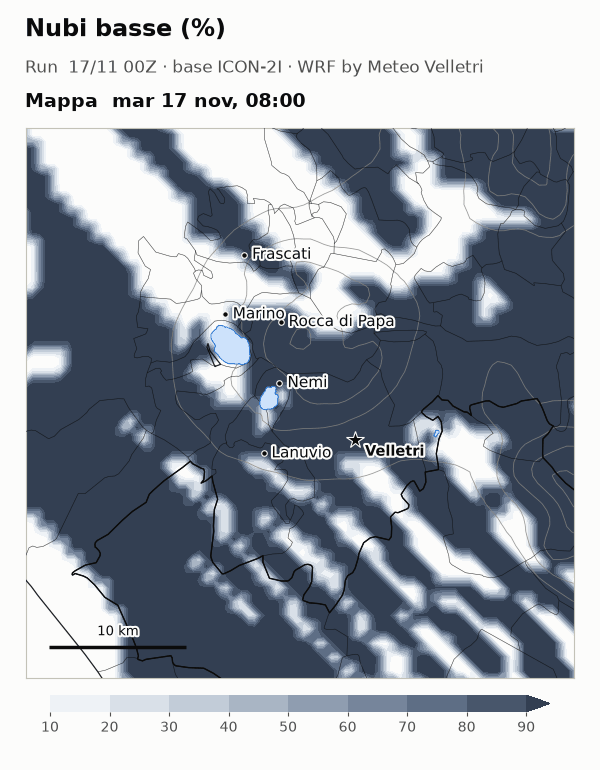 Nubi basse (%)
Run  17/11 00Z · base ICON-2I · WRF by Meteo Velletri
Mappa  mar 17 nov, 08:00
Frascati
Marino
Rocca di Papa
Nemi
Velletri
Lanuvio
10 km
10 20 30 40 50 60 70 80 90